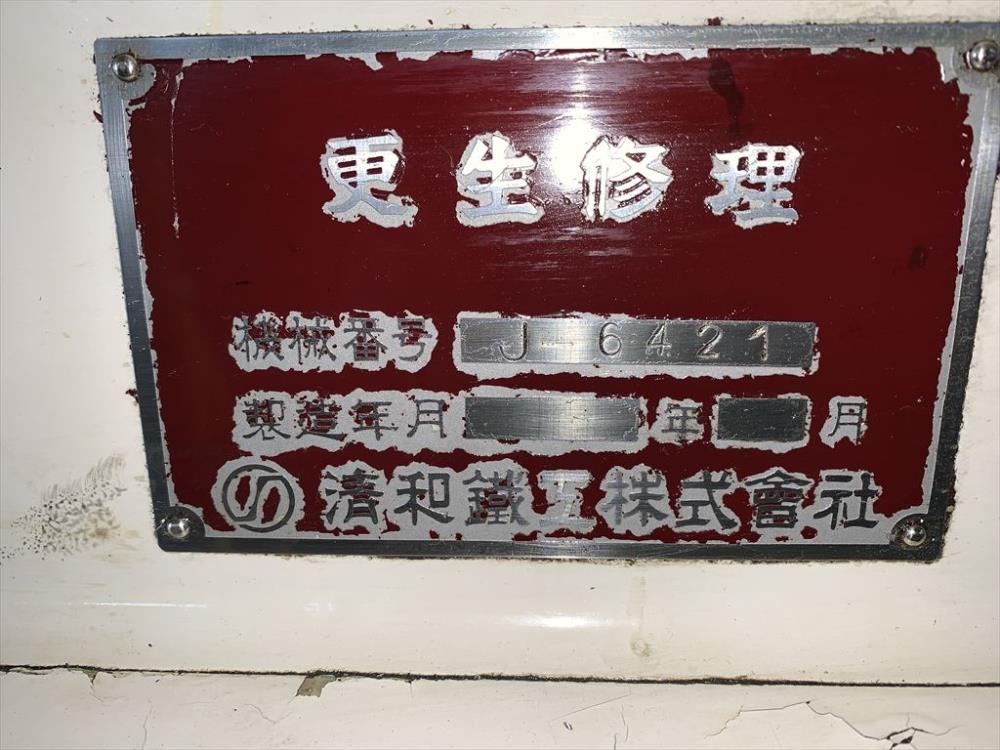 更生修理
機械番号 J-6421
製造年月 年 月
清和鐵工株式會社